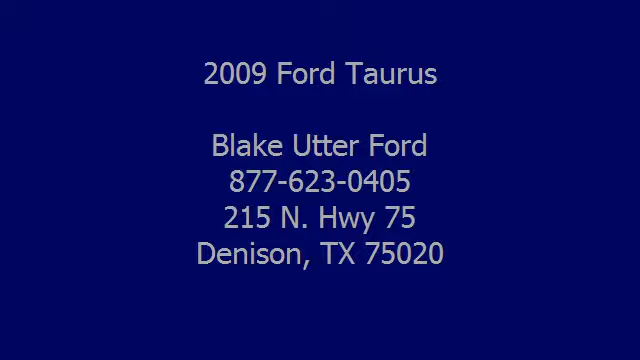 2009 Ford Taurus
Blake Utter Ford
877-623-0405
215 N. Hwy 75
Denison, TX 75020